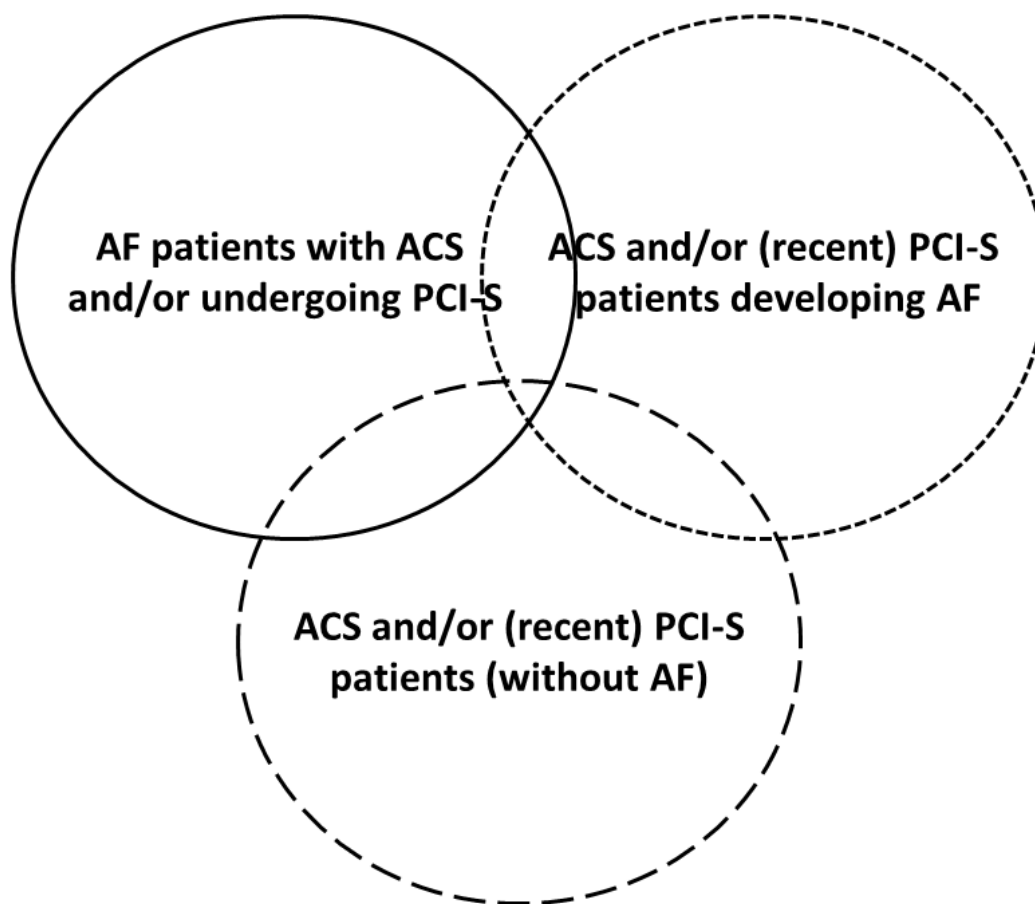 AF patients with ACS
and/or undergoing PCI-S
ACS and/or (recent) PCI-S
patients developing AF
ACS and/or (recent) PCI-S
patients (without AF)